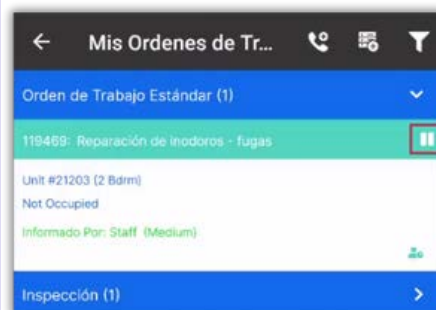 Mis Ordenes de Tr...
Orden de Trabajo Estándar (1)
119469: Reparación de inodoros - fugas
Unit #21203 (2 Bdrm)
Not Occupied
Informado Por: Staff (Medium)
Inspección (1)